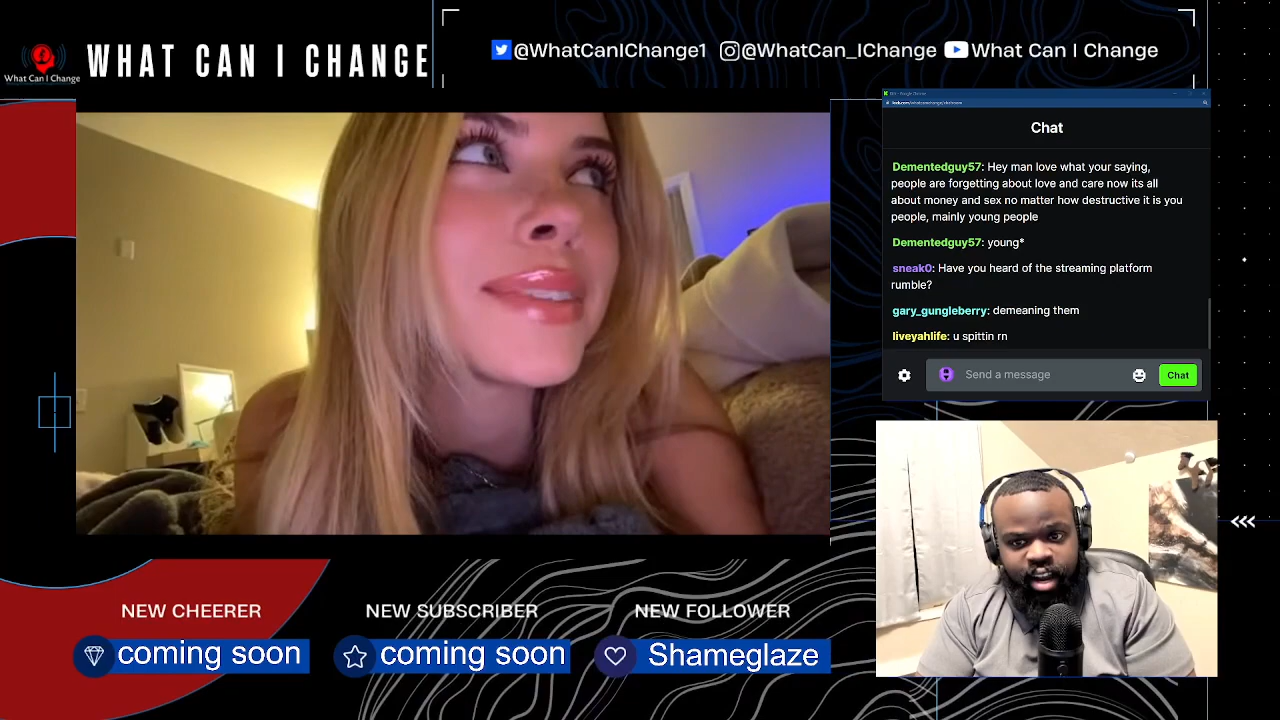 What Can I Change
WHAT CAN I CHANGE
@WhatCanIChange1
@WhatCan_IChange
What Can I Change
Chat
Dementedguy57: Hey man love what your saying,
people are forgetting about love and care now its all
about money and sex no matter how destructive it is you
people, mainly young people
Dementedguy57: young*
sneak0: Have you heard of the streaming platform
rumble?
gary_gungleberry: demeaning them
liveyahlife: u spittin rn
Send a message
Chat
NEW CHEERER
NEW SUBSCRIBER
NEW FOLLOWER
coming soon
coming soon
Shameglaze